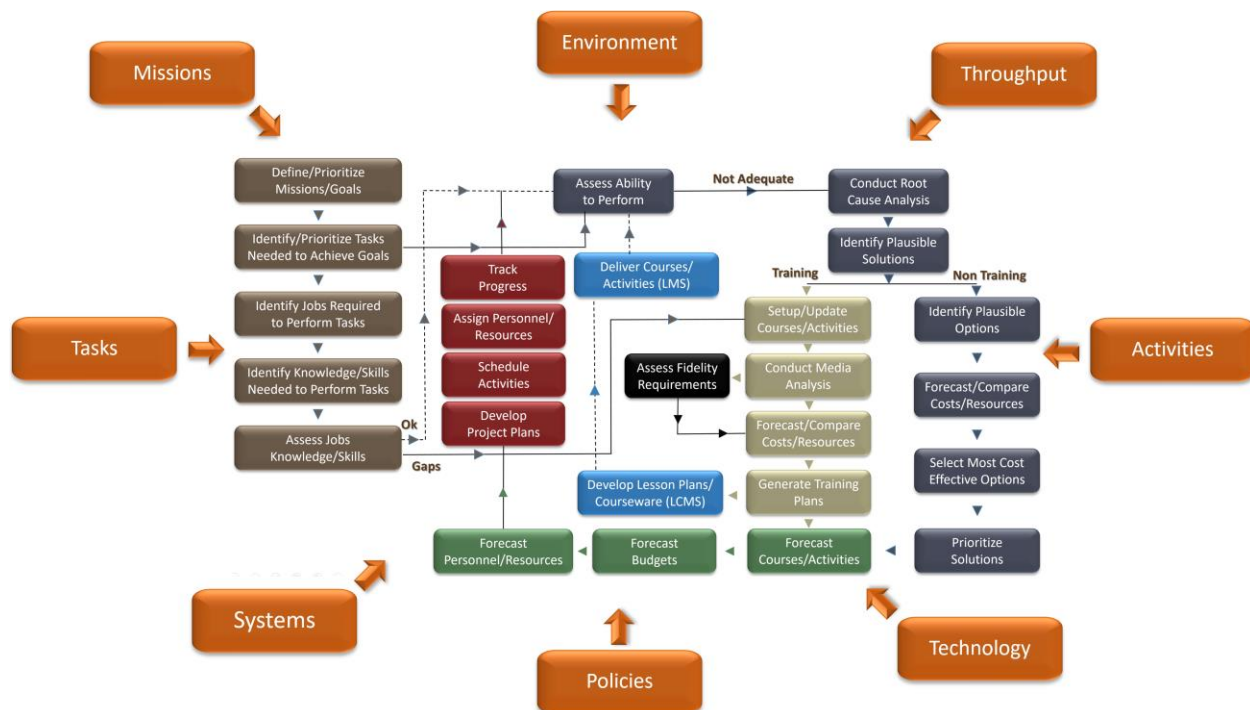 Environment
Missions
Throughput
Define/Prioritize
Missions/Goals
Assess Ability
to Perform
Not Adequate
Conduct Root
Cause Analysis
Identify/Prioritize Tasks
Needed to Achieve Goals
Identify Plausible
Solutions
Track
Progress
Deliver Courses/
Activities (LMS)
Training
Non Training
Identify Jobs Required
to Perform Tasks
Assign Personnel/
Resources
Setup/Update
Courses/Activities
Identify Plausible
Options
Tasks
Activities
Identify Knowledge/Skills
Needed to Perform Tasks
Schedule
Activities
Assess Fidelity
Requirements
Conduct Media
Analysis
Forecast/Compare
Costs/Resources
Ok
Assess Jobs
Knowledge/Skills
Gaps
Develop
Project Plans
Forecast/Compare
Costs/Resources
Select Most Cost
Effective Options
Develop Lesson Plans/
Courseware (LCMS)
Generate Training
Plans
Forecast
Personnel/Resources
Forecast
Budgets
Forecast
Courses/Activities
Prioritize
Solutions
Systems
Policies
Technology